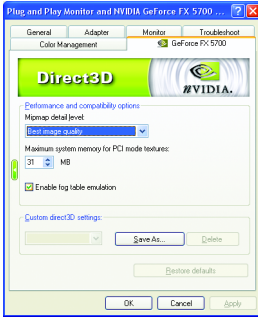 Plug and Play Monitor and NVIDIA GeForce FX 5700 ...
General Adapter Monitor Troubleshoot
Color Management GeForce FX 5700
Direct3D
NVIDIA.
Performance and compatibility options
Mipmap detail level:
Best image quality
Maximum system memory for PCI mode textures:
31 MB
Enable fog table emulation
Custom direct3D settings:
Save As... Delete
Restore defaults
OK Cancel Apply